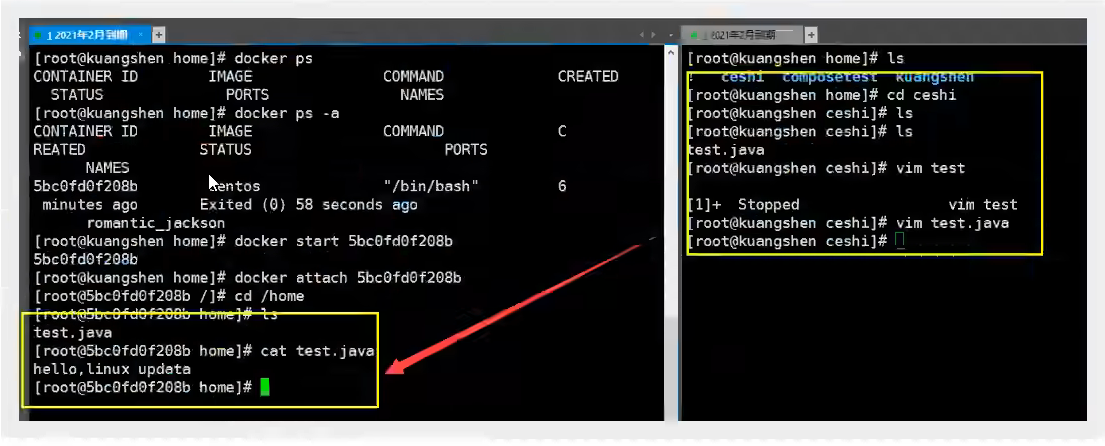 1 2021年2月到期
[root@kuangshen home]# docker ps
CONTAINER ID IMAGE COMMAND CREATED
STATUS PORTS NAMES
[root@kuangshen home]# docker ps -a
CONTAINER ID IMAGE COMMAND C
REATED STATUS PORTS
NAMES
5bc0fd0f208b centos "/bin/bash" 6
minutes ago Exited (0) 58 seconds ago
romantic_jackson
[root@kuangshen home]# docker start 5bc0fd0f208b
5bc0fd0f208b
[root@kuangshen home]# docker attach 5bc0fd0f208b
[root@5bc0fd0f208b /]# cd /home
[root@5bc0fd0f208b home]# ls
test.java
[root@5bc0fd0f208b home]# cat test.java
hello,linux updata
[root@5bc0fd0f208b home]#
1 2021年2月到期
[root@kuangshen home]# ls
ceshi composetest kuangshen
[root@kuangshen home]# cd ceshi
[root@kuangshen ceshi]# ls
[root@kuangshen ceshi]# ls
test.java
[root@kuangshen ceshi]# vim test
[1]+ Stopped vim test
[root@kuangshen ceshi]# vim test.java
[root@kuangshen ceshi]#